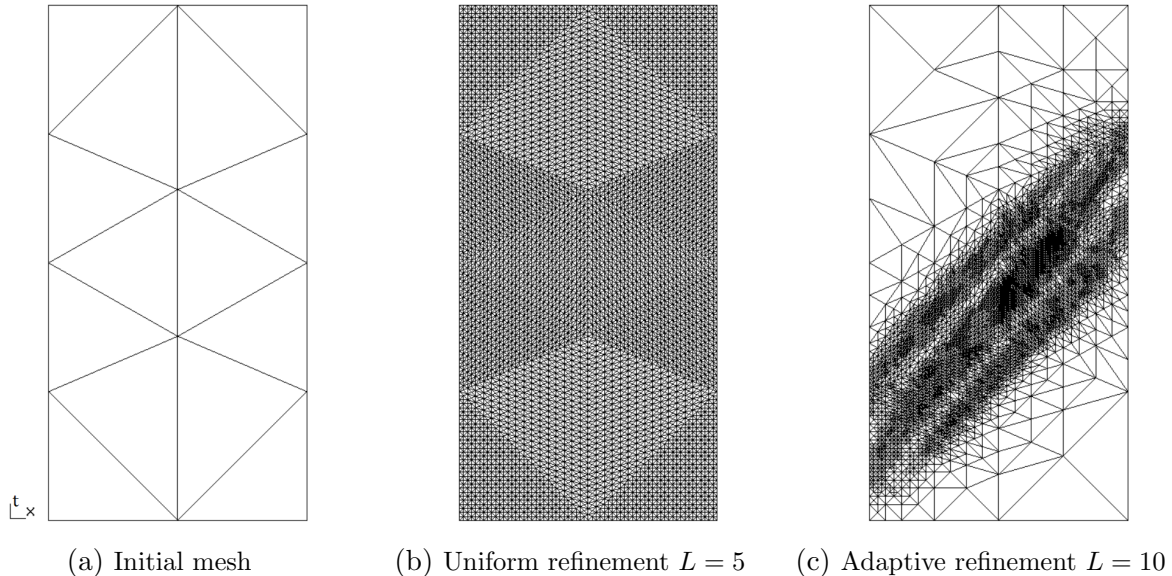 t
x
(a) Initial mesh
(b) Uniform refinement L = 5
(c) Adaptive refinement L = 10